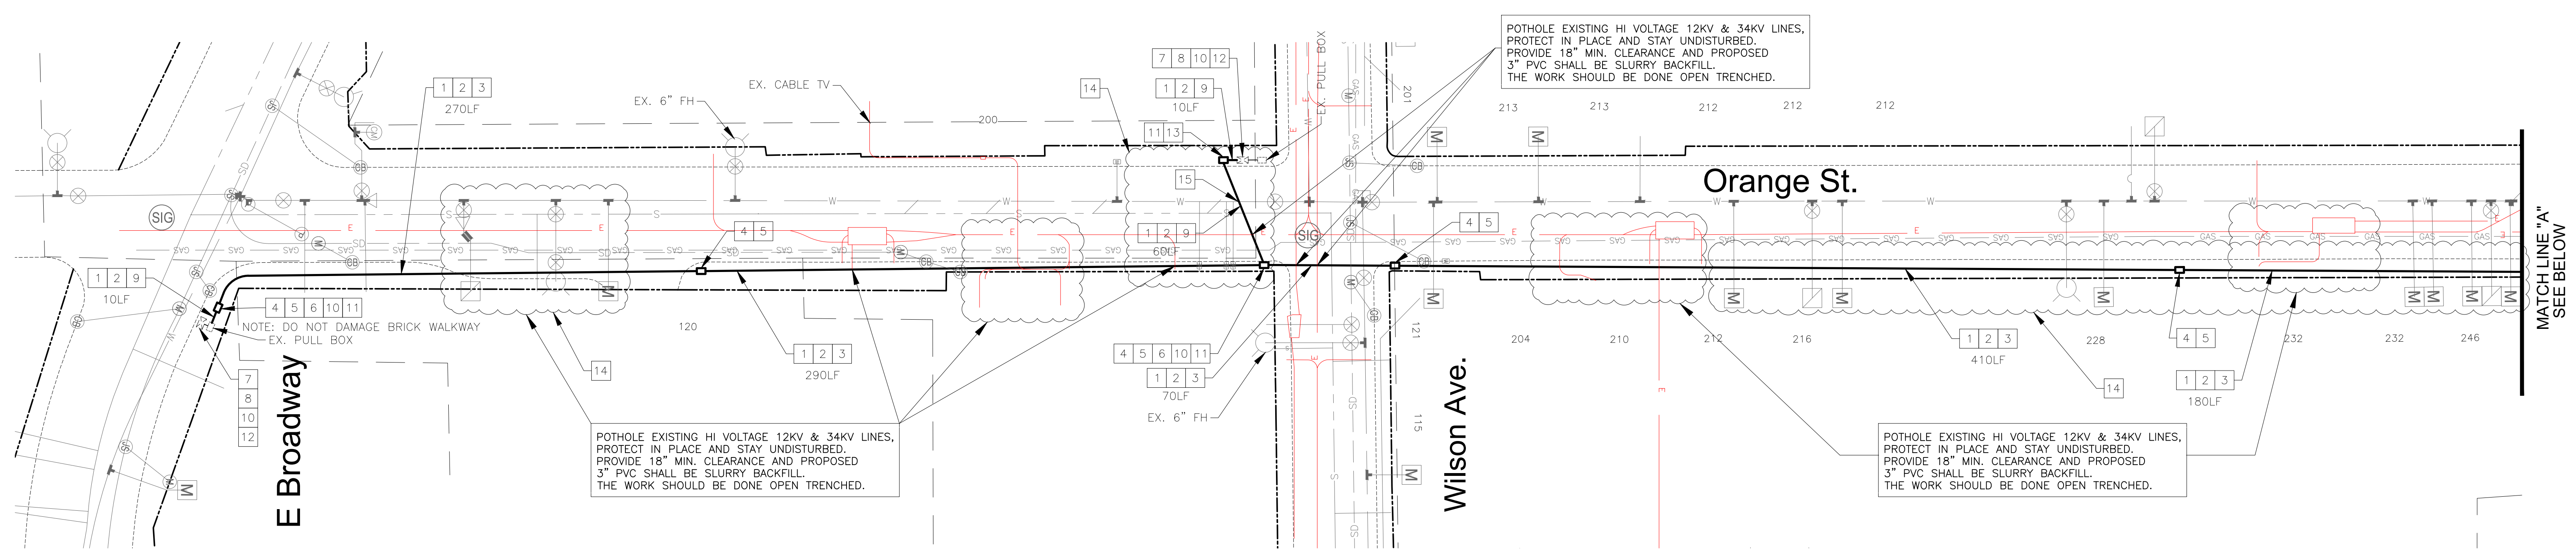 POTHOLE EXISTING HI VOLTAGE 12KV & 34KV LINES,
PROTECT IN PLACE AND STAY UNDISTURBED.
PROVIDE 18" MIN. CLEARANCE AND PROPOSED
3" PVC SHALL BE SLURRY BACKFILL.
THE WORK SHOULD BE DONE OPEN TRENCHED.
1 2 3
270LF
EX. 6" FH
EX. CABLE TV
14
7 8 10 12
1 2 9
10LF
11 13
EX. PULL BOX
200
201
213
213
212
212
212
15
1 2 9
60LF
Orange St.
SIG
SIG
4 5
4 5
1 2 9
10LF
4 5 6 10 11
NOTE: DO NOT DAMAGE BRICK WALKWAY
EX. PULL BOX
7
8
10
12
E Broadway
14
120
1 2 3
290LF
4 5 6 10 11
1 2 3
70LF
EX. 6" FH
121
115
Wilson Ave.
204
210
212
216
1 2 3
410LF
228
14
4 5
1 2 3
180LF
232
232
246
MATCH LINE "A"
SEE BELOW
POTHOLE EXISTING HI VOLTAGE 12KV & 34KV LINES,
PROTECT IN PLACE AND STAY UNDISTURBED.
PROVIDE 18" MIN. CLEARANCE AND PROPOSED
3" PVC SHALL BE SLURRY BACKFILL.
THE WORK SHOULD BE DONE OPEN TRENCHED.
POTHOLE EXISTING HI VOLTAGE 12KV & 34KV LINES,
PROTECT IN PLACE AND STAY UNDISTURBED.
PROVIDE 18" MIN. CLEARANCE AND PROPOSED
3" PVC SHALL BE SLURRY BACKFILL.
THE WORK SHOULD BE DONE OPEN TRENCHED.